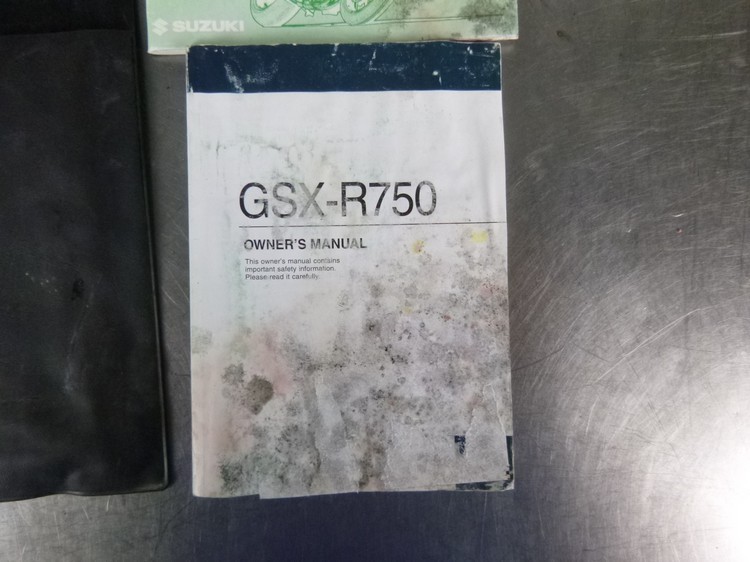 SUZUKI
GSX-R750
OWNER'S MANUAL
This owner's manual contains
important safety information.
Please read it carefully.